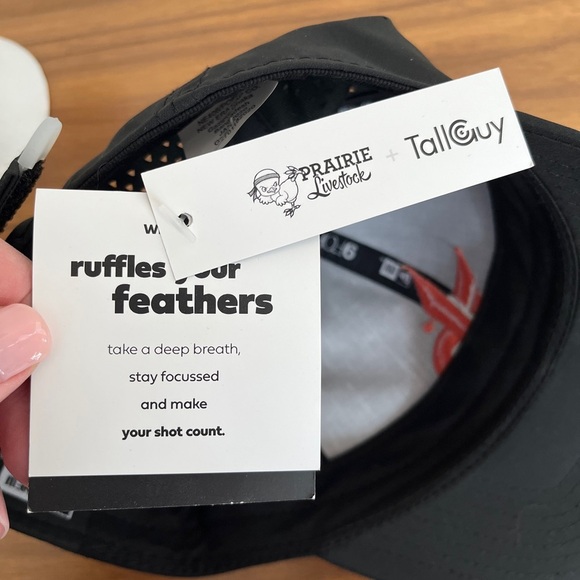 PRAIRIE
Livestock
+ TallGuy
ruffles your
feathers
take a deep breath,
stay focussed
and make
your shot count.